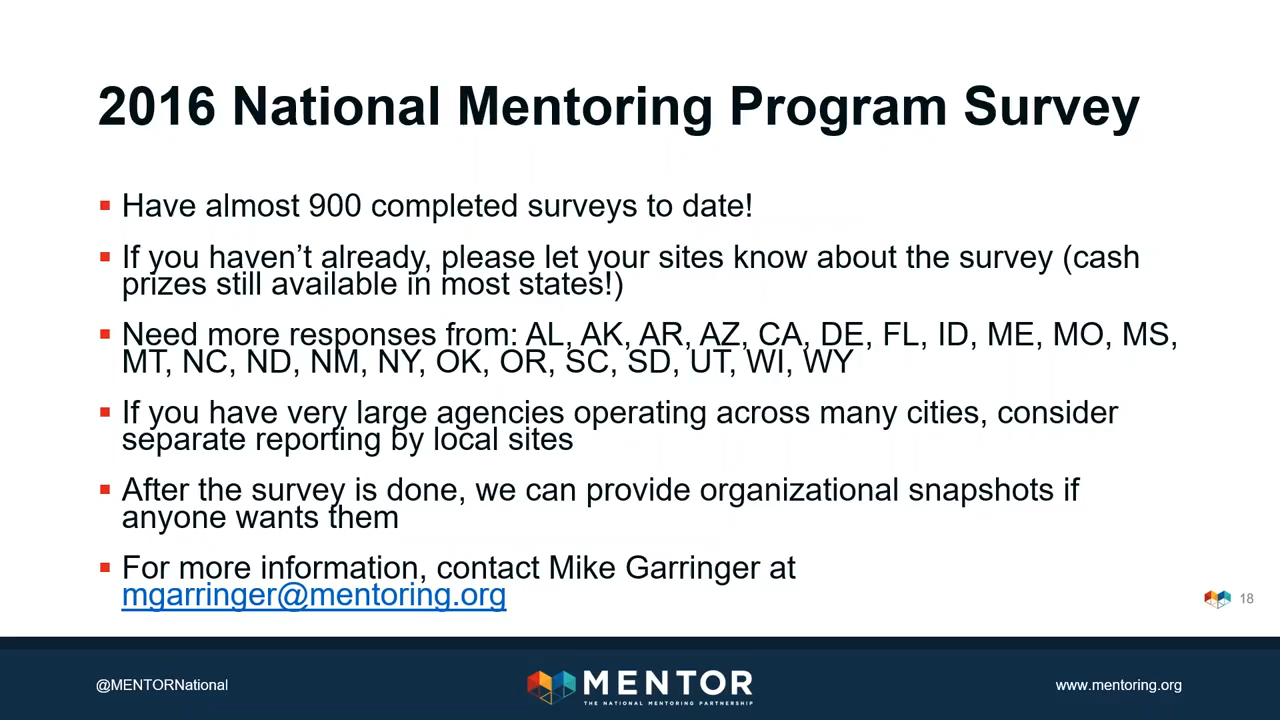 2016 National Mentoring Program Survey
▪ Have almost 900 completed surveys to date!
▪ If you haven’t already, please let your sites know about the survey (cash
prizes still available in most states!)
▪ Need more responses from: AL, AK, AR, AZ, CA, DE, FL, ID, ME, MO, MS,
MT, NC, ND, NM, NY, OK, OR, SC, SD, UT, WI, WY
▪ If you have very large agencies operating across many cities, consider
separate reporting by local sites
▪ After the survey is done, we can provide organizational snapshots if
anyone wants them
▪ For more information, contact Mike Garringer at
mgarringer@mentoring.org
18
@MENTORNational
MENTOR
THE NATIONAL MENTORING PARTNERSHIP
www.mentoring.org